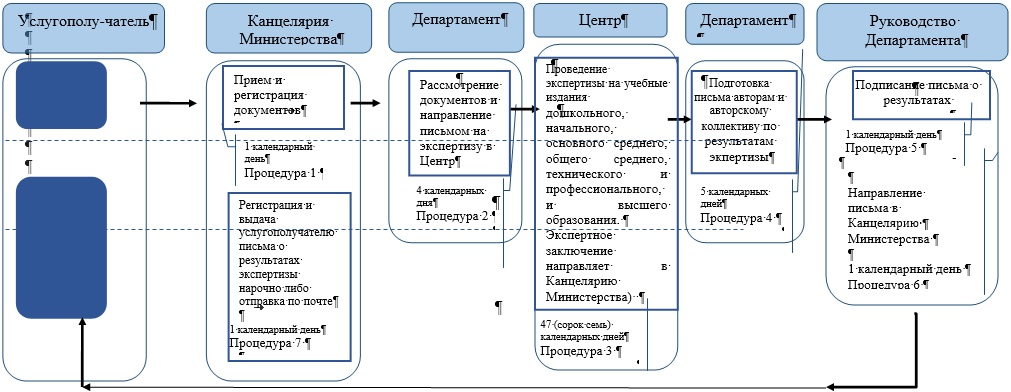 Услугополу-чатель¶
Канцелярия·
Министерства¶
Департамент¶
Центр¶
Департамент¶
¶
Руководство·
Департамента¶
Прием·и·
регистрация·
документов¶
¶
1·календарный·
день¶
Процедура·1·¶
Регистрация·и·
выдача·
услугополучателю·
письма·о·
результатах·
экспертизы·
нарочно·либо·
отправка·по·почте¶
¶
1·календарный·день¶
Процедура·7·¶
¶
Рассмотрение·
документов·и·
направление·
письмом·на·
экспертизу·в·
Центр¶
4·календарных·
дня¶
Процедура·2·¶
Проведение·
экспертизы·на·учебные·
издания·
дошкольного,·
начального,·
основного·среднего,·
общего·среднего,·
технического·и·
профессионального,·
и·высшего·
образования.·¶
Экспертное·
заключение·
направляет·в·
Канцелярию·
Министерства)··¶
47·(сорок·семь)·
календарных·дней¶
Процедура·3·¶
¶Подготовка·
письма·авторам·и·
авторскому·
коллективу·по·
результатам·
экпертизы¶
5·календарных·
дней¶
Процедура·4·¶
Подписание·письма·о·
результатах·¶
¶
1·календарный·день¶
Процедура·5·¶
¶
Направление·
письма·в·
Канцелярию·
Министерства·¶
¶
1·календарный·день¶
Процедура·6·¶